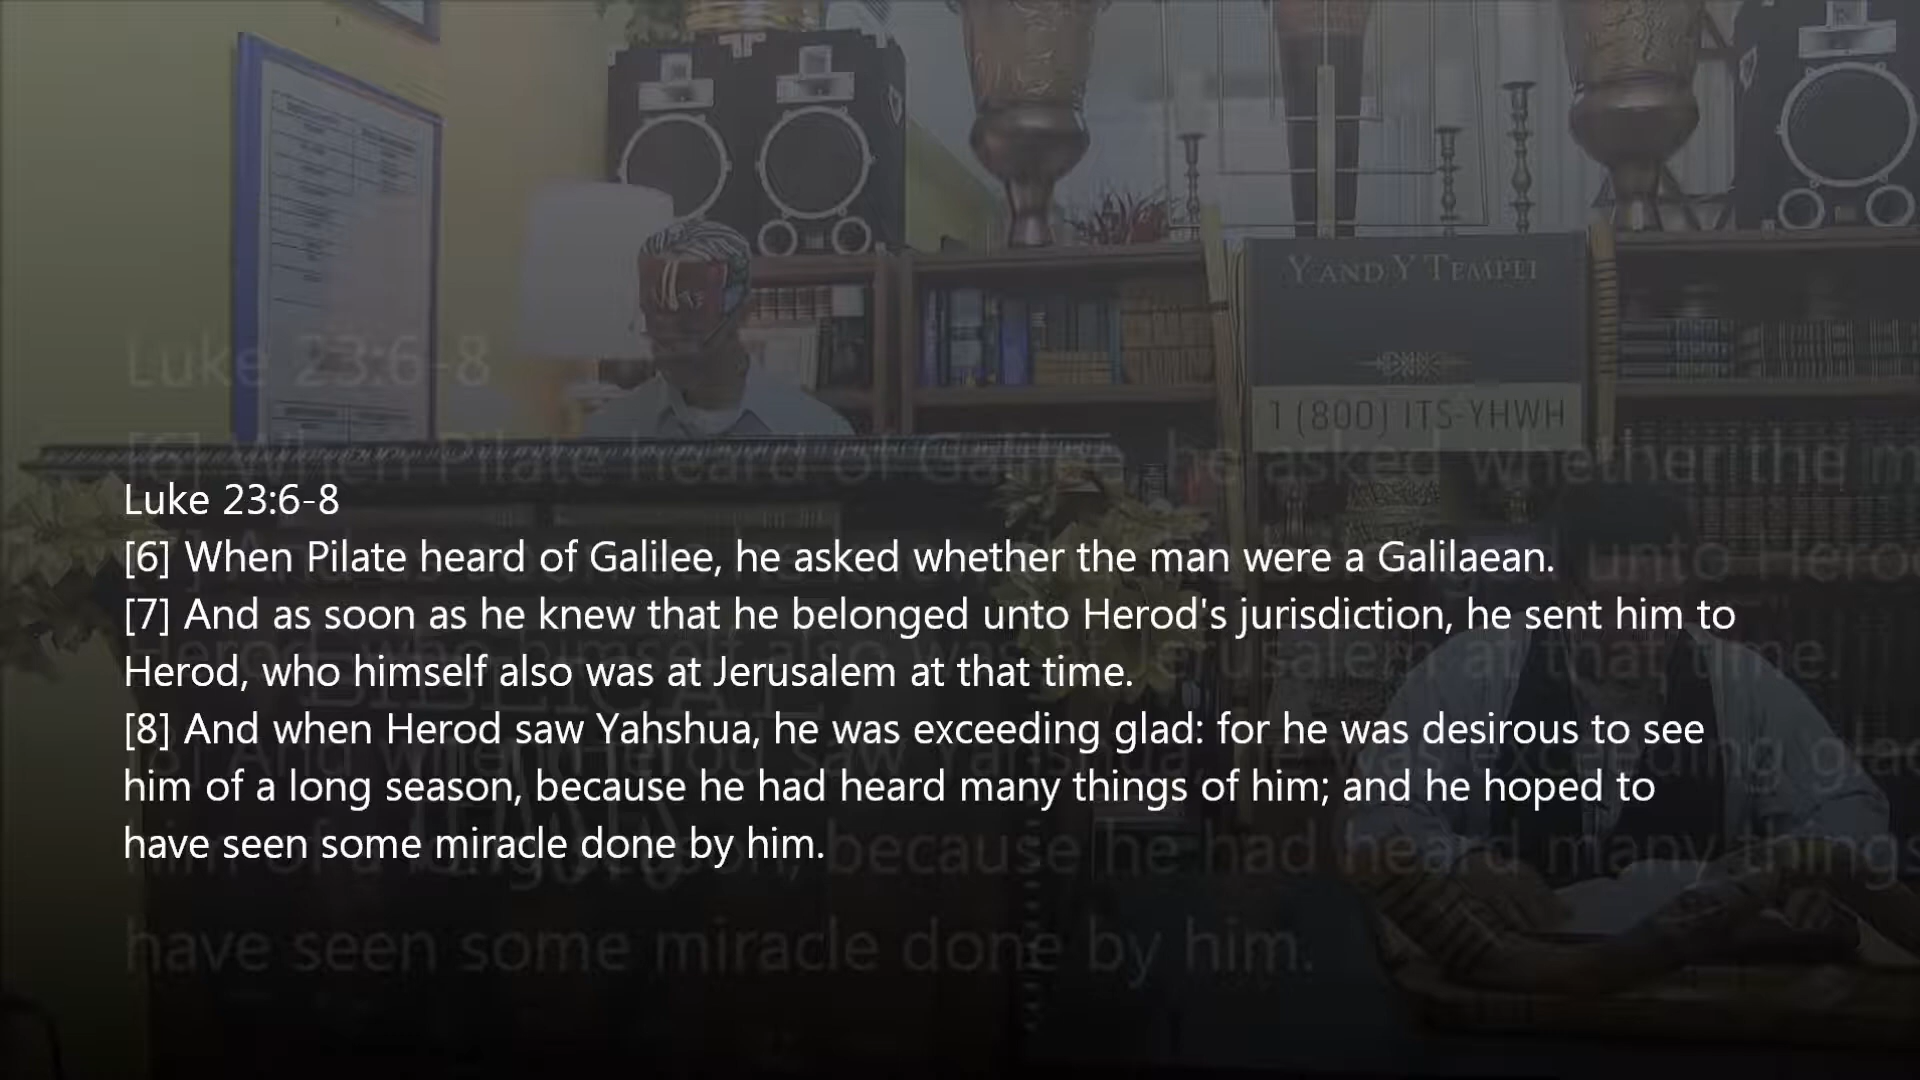 Y AND Y TEMPLE
1 (800) ITS-YHWH
Luke 23:6-8
[6] When Pilate heard of Galilee, he asked whether the man were a Galilaean.
[7] And as soon as he knew that he belonged unto Herod's jurisdiction, he sent him to
Herod, who himself also was at Jerusalem at that time.
[8] And when Herod saw Yahshua, he was exceeding glad: for he was desirous to see
him of a long season, because he had heard many things of him; and he hoped to
have seen some miracle done by him.